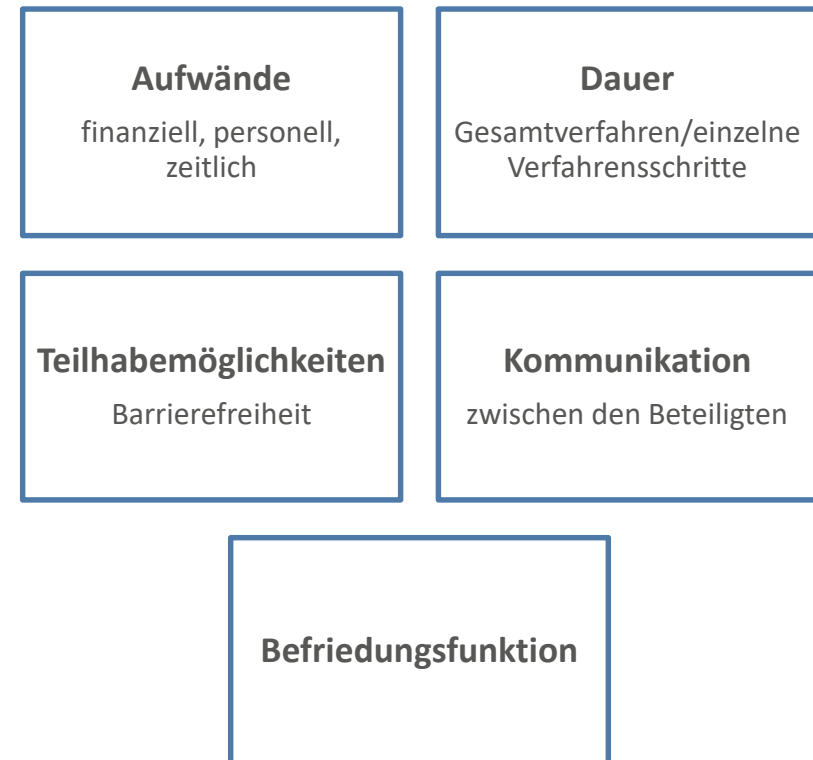 Aufwände
finanziell, personell,
zeitlich
Dauer
Gesamtverfahren/einzelne
Verfahrensschritte
Teilhabemöglichkeiten
Barrierefreiheit
Kommunikation
zwischen den Beteiligten
Befriedungsfunktion